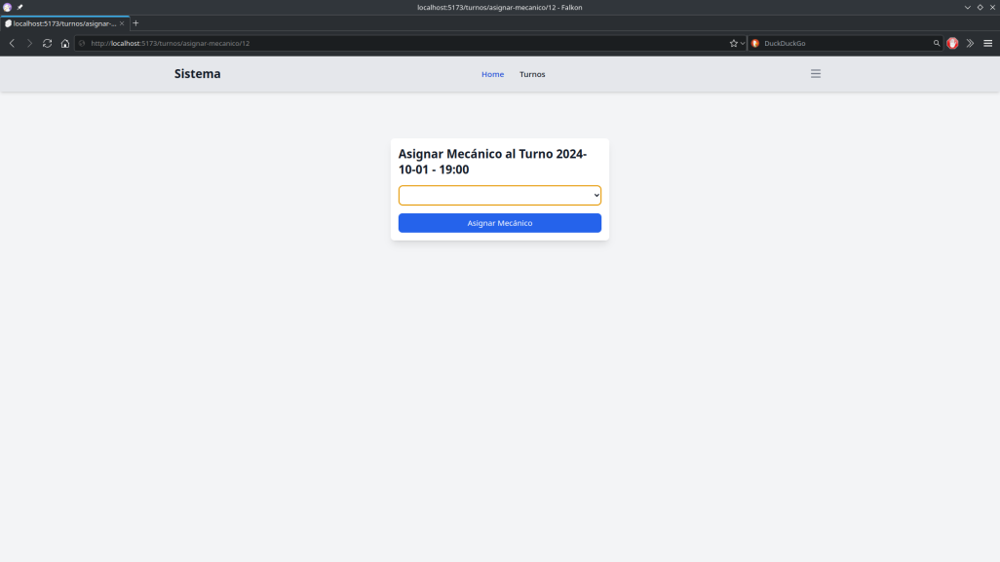 localhost:5173/turnos/asignar-mecanico/12 - Falkon
localhost:5173/turnos/asignar-...
http://localhost:5173/turnos/asignar-mecanico/12
DuckDuckGo
Sistema
Home
Turnos
Asignar Mecánico al Turno 2024-
10-01 - 19:00
Asignar Mecánico